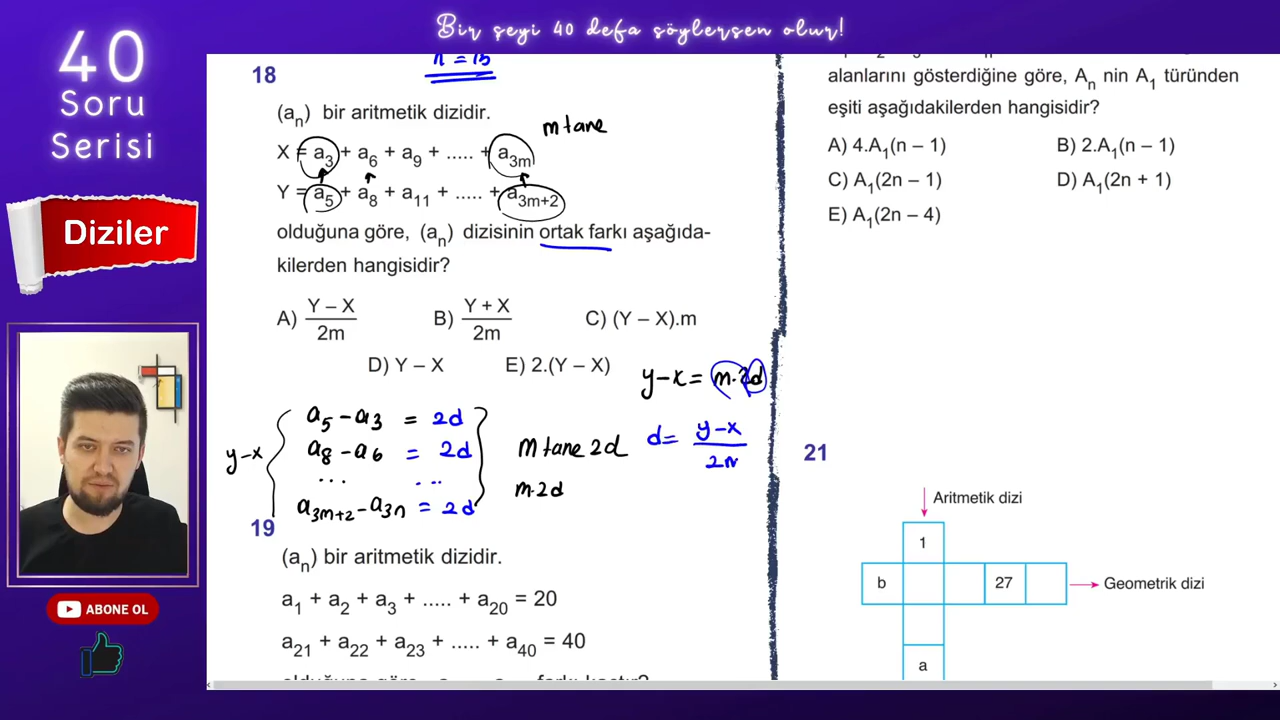 Bir şeyi 40 defa söylersen olur!
40
Soru
Serisi
Diziler
ABONE OL
n = 15
18
(an) bir aritmetik dizidir.
m tane
X = a3 + a6 + a9 + ..... + a3m
Y = a5 + a8 + a11 + ..... + a3m+2
olduğuna göre, (an) dizisinin ortak farkı aşağıda-
kilerden hangisidir?
A) Y – X / 2m B) Y + X / 2m C) (Y – X).m
D) Y – X E) 2.(Y – X)
y-x = m.2d
d = y-x / 2m
y-x
a5 - a3 = 2d
a8 - a6 = 2d
... ...
a3m+2 - a3m = 2d
m tane 2d
m.2d
19
(an) bir aritmetik dizidir.
a1 + a2 + a3 + ..... + a20 = 20
a21 + a22 + a23 + ..... + a40 = 40
alanlarını gösterdiğine göre, An nin A1 türünden
eşiti aşağıdakilerden hangisidir?
A) 4.A1(n – 1) B) 2.A1(n – 1)
C) A1(2n – 1) D) A1(2n + 1)
E) A1(2n – 4)
21
Aritmetik dizi
1
b 27 Geometrik dizi
a